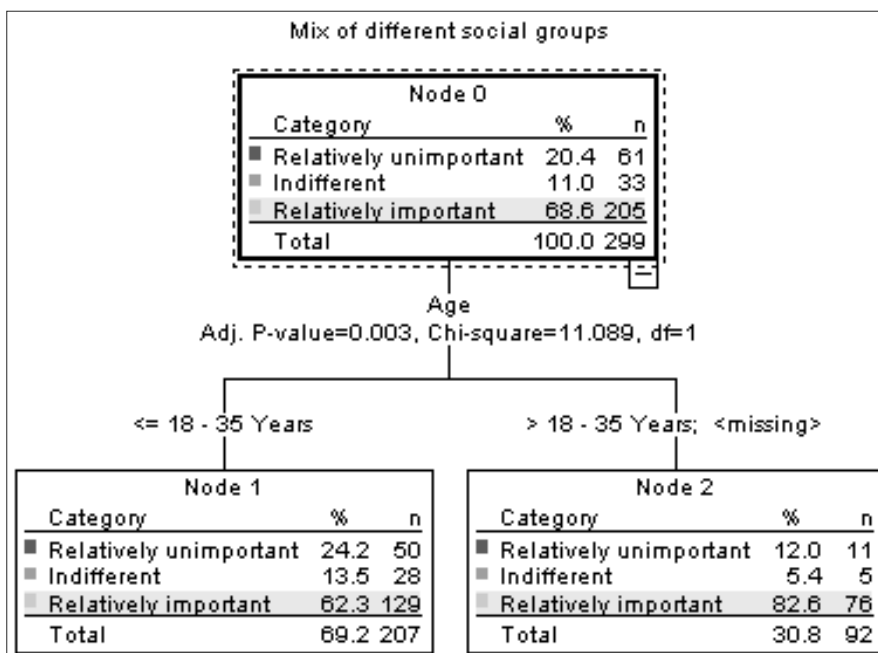 Mix of different social groups
Node 0
Category % n
Relatively unimportant 20.4 61
Indifferent 11.0 33
Relatively important 68.6 205
Total 100.0 299
Age
Adj. P-value=0.003, Chi-square=11.089, df=1
<= 18 - 35 Years
> 18 - 35 Years; <missing>
Node 1
Category % n
Relatively unimportant 24.2 50
Indifferent 13.5 28
Relatively important 62.3 129
Total 69.2 207
Node 2
Category % n
Relatively unimportant 12.0 11
Indifferent 5.4 5
Relatively important 82.6 76
Total 30.8 92